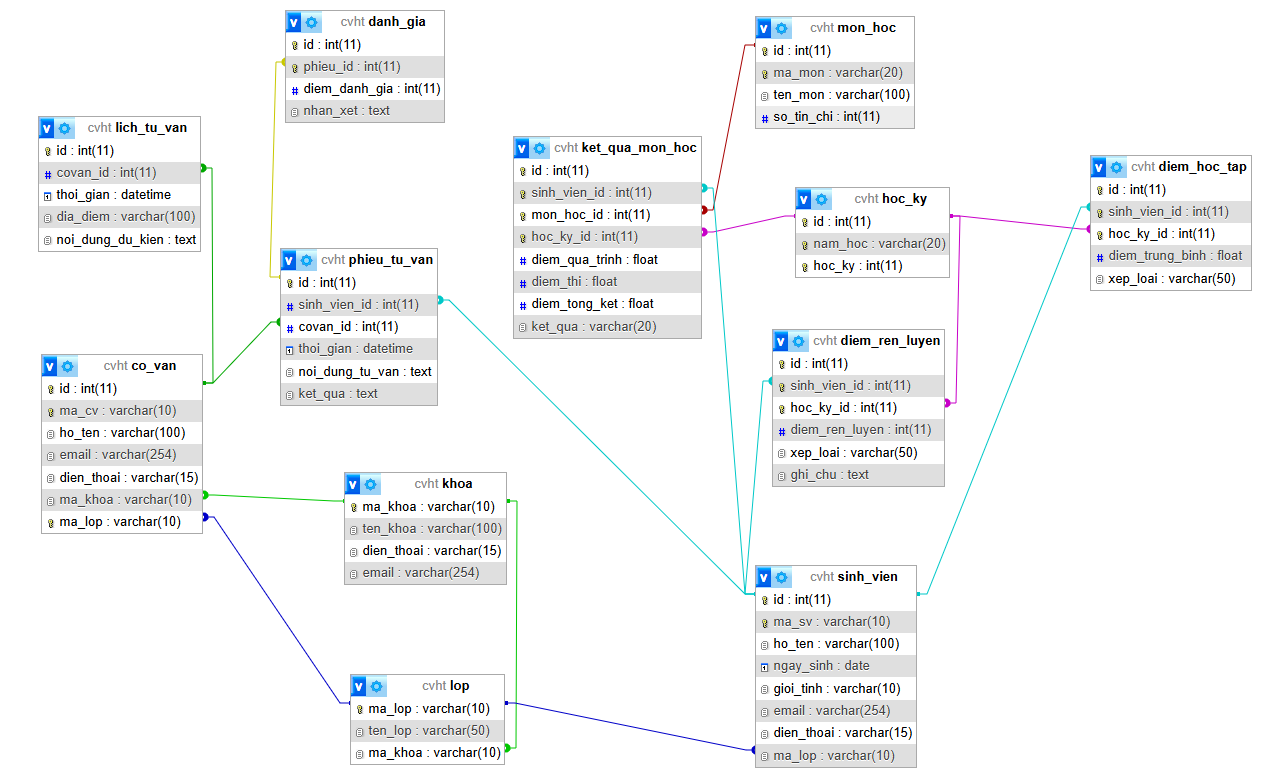 v cvht danh_gia
id : int(11)
phieu_id : int(11)
# diem_danh_gia : int(11)
nhan_xet : text
v cvht mon_hoc
id : int(11)
ma_mon : varchar(20)
ten_mon : varchar(100)
# so_tin_chi : int(11)
v cvht lich_tu_van
id : int(11)
# covan_id : int(11)
thoi_gian : datetime
dia_diem : varchar(100)
noi_dung_du_kien : text
v cvht ket_qua_mon_hoc
id : int(11)
sinh_vien_id : int(11)
mon_hoc_id : int(11)
hoc_ky_id : int(11)
# diem_qua_trinh : float
# diem_thi : float
# diem_tong_ket : float
ket_qua : varchar(20)
v cvht diem_hoc_tap
id : int(11)
sinh_vien_id : int(11)
hoc_ky_id : int(11)
# diem_trung_binh : float
xep_loai : varchar(50)
v cvht hoc_ky
id : int(11)
nam_hoc : varchar(20)
hoc_ky : int(11)
v cvht phieu_tu_van
id : int(11)
# sinh_vien_id : int(11)
# covan_id : int(11)
thoi_gian : datetime
noi_dung_tu_van : text
ket_qua : text
v cvht diem_ren_luyen
id : int(11)
sinh_vien_id : int(11)
hoc_ky_id : int(11)
# diem_ren_luyen : int(11)
xep_loai : varchar(50)
ghi_chu : text
v cvht co_van
id : int(11)
ma_cv : varchar(10)
ho_ten : varchar(100)
email : varchar(254)
dien_thoai : varchar(15)
ma_khoa : varchar(10)
ma_lop : varchar(10)
v cvht khoa
ma_khoa : varchar(10)
ten_khoa : varchar(100)
dien_thoai : varchar(15)
email : varchar(254)
v cvht sinh_vien
id : int(11)
ma_sv : varchar(10)
ho_ten : varchar(100)
ngay_sinh : date
gioi_tinh : varchar(10)
email : varchar(254)
dien_thoai : varchar(15)
ma_lop : varchar(10)
v cvht lop
ma_lop : varchar(10)
ten_lop : varchar(50)
ma_khoa : varchar(10)